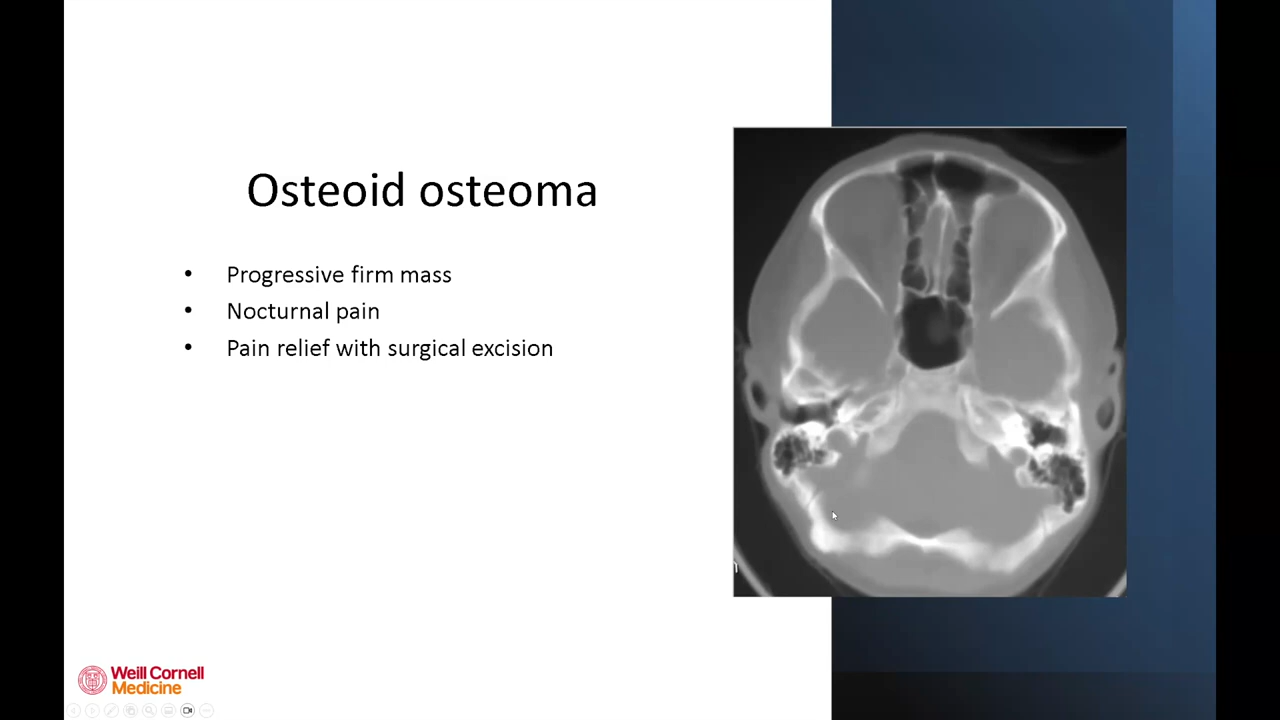 Osteoid osteoma
• Progressive firm mass
• Nocturnal pain
• Pain relief with surgical excision
Weill Cornell
Medicine